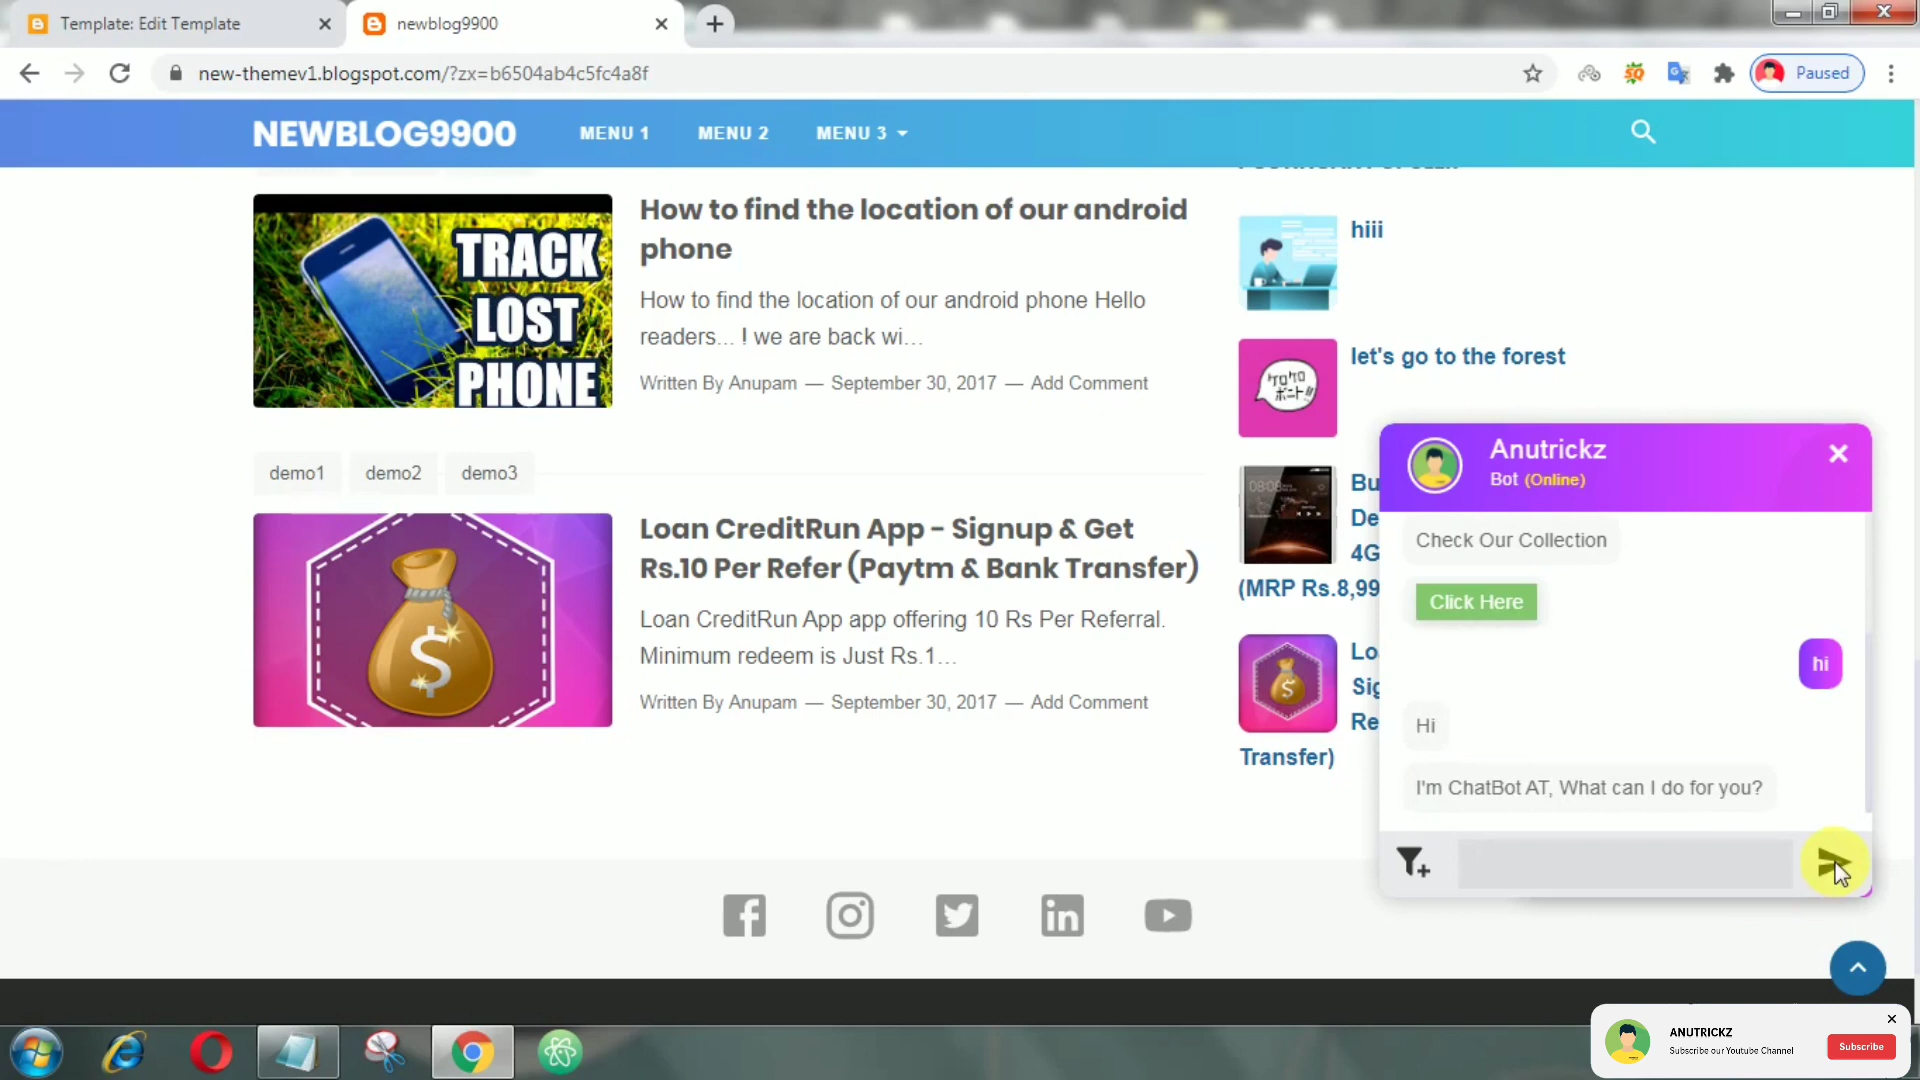 Template: Edit Template
newblog9900
new-themev1.blogspot.com/?zx=b6504ab4c5fc4a8f
Paused
NEWBLOG9900
MENU 1
MENU 2
MENU 3
TRACK
LOST
PHONE
How to find the location of our android
phone
How to find the location of our android phone Hello
readers... ! we are back wi...
Written By Anupam — September 30, 2017 — Add Comment
demo1
demo2
demo3
Loan CreditRun App - Signup & Get
Rs.10 Per Refer (Paytm & Bank Transfer)
Loan CreditRun App app offering 10 Rs Per Referral.
Minimum redeem is Just Rs.1...
Written By Anupam — September 30, 2017 — Add Comment
hiii
let's go to the forest
Bu
De
4G
(MRP Rs.8,99
Lo
Sig
Re
Transfer)
Anutrickz
Bot (Online)
Check Our Collection
Click Here
hi
Hi
I'm ChatBot AT, What can I do for you?
ANUTRICKZ
Subscribe our Youtube Channel
Subscribe